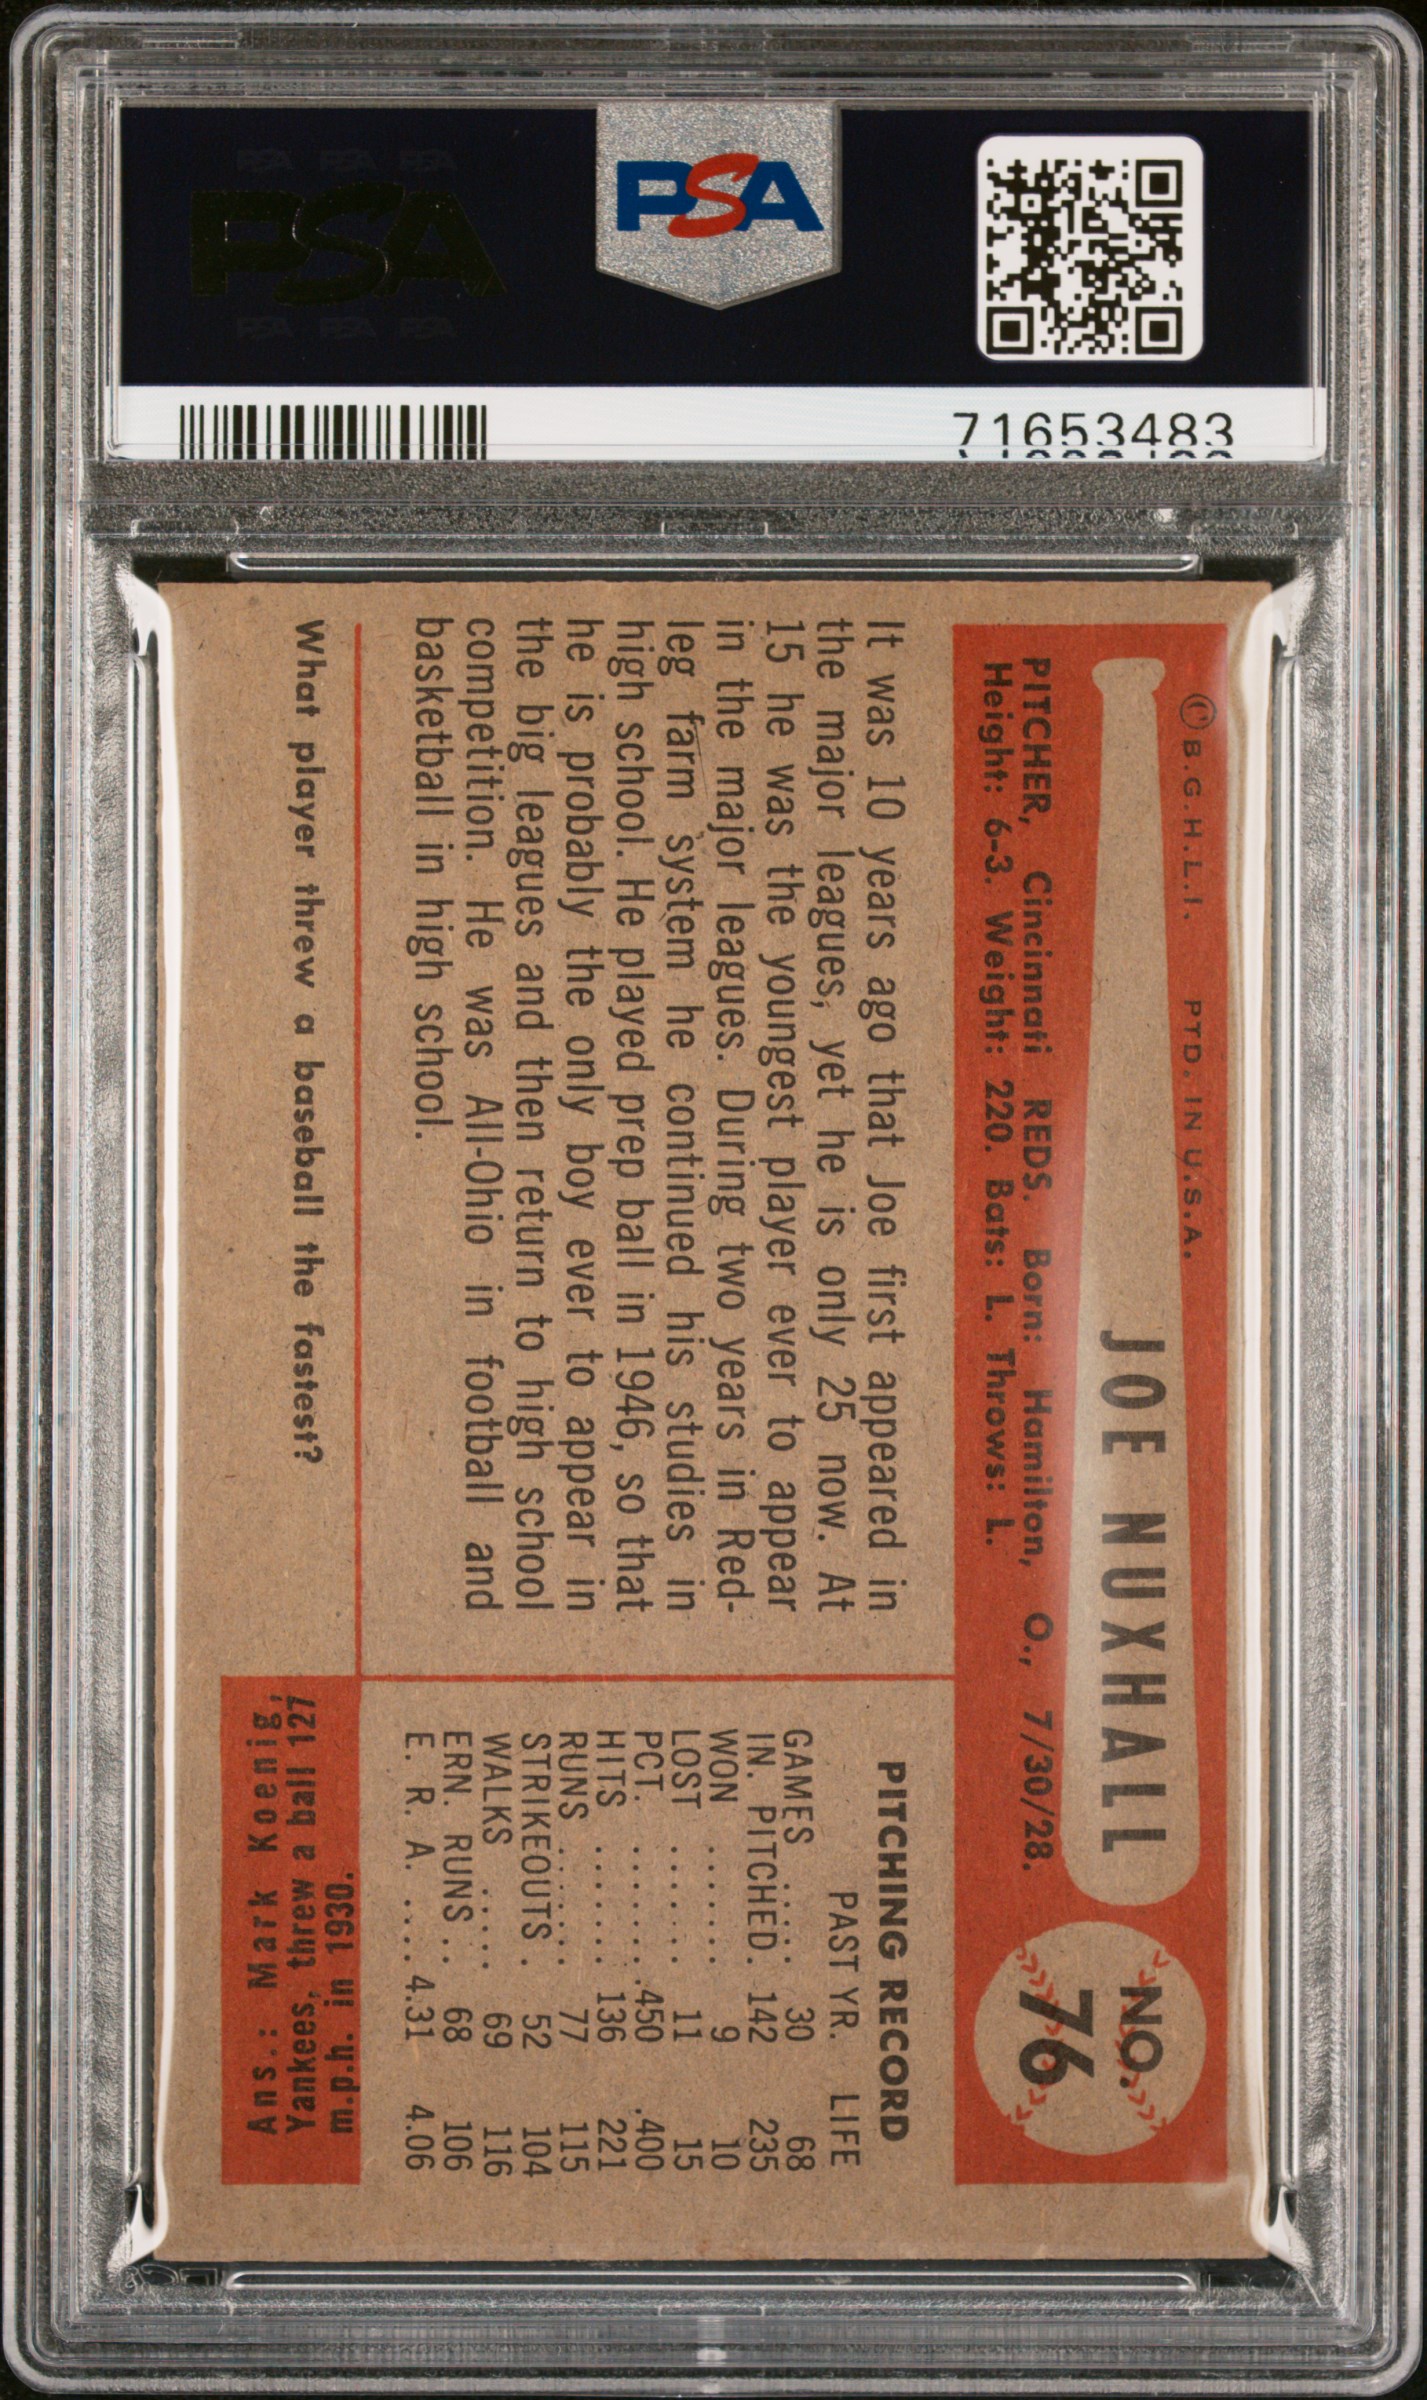 PSA PSA PSA
PSA
PSA PSA PSA
PSA
71653483
© B.G.H.L.I. PTD. IN U.S.A.
JOE NUXHALL
NO.
76
PITCHER, Cincinnati REDS. Born: Hamilton, O., 7/30/28.
Height: 6-3. Weight: 220. Bats: L. Throws: L.
It was 10 years ago that Joe first appeared in
the major leagues, yet he is only 25 now. At
15 he was the youngest player ever to appear
in the major leagues. During two years in Red-
leg farm system he continued his studies in
high school. He played prep ball in 1946, so that
he is probably the only boy ever to appear in
the big leagues and then return to high school
competition. He was All-Ohio in football and
basketball in high school.
PITCHING RECORD
PAST YR. LIFE
GAMES ..... 30 68
IN. PITCHED. 142 235
WON ...... 9 10
LOST ...... 11 15
PCT. ...... .450 .400
HITS ...... 136 221
RUNS ...... 77 115
STRIKEOUTS . 52 104
WALKS .... 69 116
ERN. RUNS .. 68 106
E. R. A. .... 4.31 4.06
What player threw a baseball the fastest?
Ans.: Mark Koenig,
Yankees, threw a ball 127
m.p.h. in 1930.